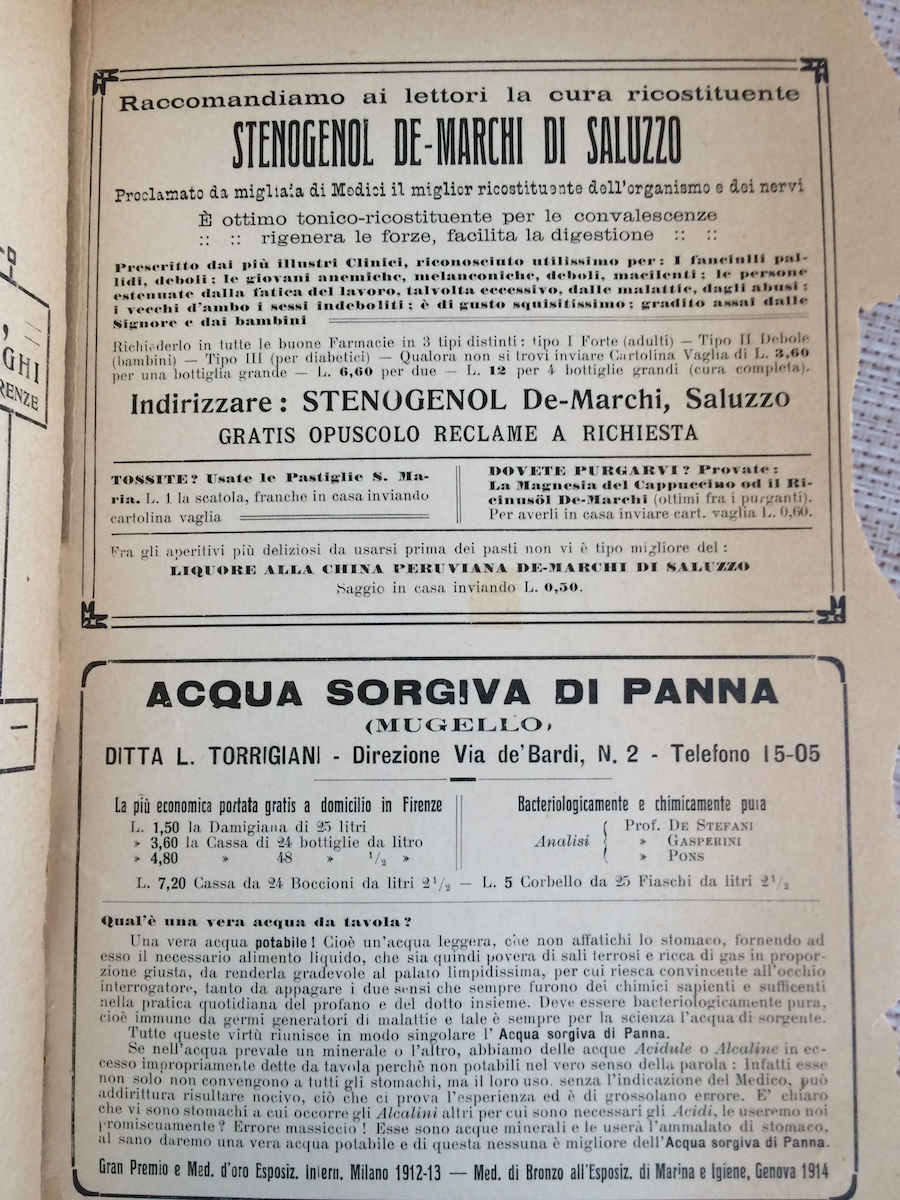 GHI
RENZE
Raccomandiamo ai lettori la cura ricostituente
STENOGENOL DE-MARCHI DI SALUZZO
Proclamato da migliaia di Medici il miglior ricostituente dell'organismo e dei nervi
È ottimo tonico-ricostituente per le convalescenze
:: :: rigenera le forze, facilita la digestione :: ::
Prescritto dai più illustri Clinici, riconosciuto utilissimo per: I fanciulli pal-
lidi, deboli; le giovani anemiche, melanconiche, deboli, macilenti; le persone
estenuate dalla fatica del lavoro, talvolta eccessivo, dalle malattie, dagli abusi:
i vecchi d'ambo i sessi indeboliti; è di gusto squisitissimo; gradito assai dalle
Signore e dai bambini
Richiederlo in tutte le buone Farmacie in 3 tipi distinti: tipo I Forte (adulti) — Tipo II Debole
(bambini) — Tipo III (per diabetici) — Qualora non si trovi inviare Cartolina Vaglia di L. 3,60
per una bottiglia grande — L. 6,60 per due — L. 12 per 4 bottiglie grandi (cura completa).
Indirizzare: STENOGENOL De-Marchi, Saluzzo
GRATIS OPUSCOLO RECLAME A RICHIESTA
TOSSITE? Usate le Pastiglie S. Ma-
ria. L. 1 la scatola, franche in casa inviando
cartolina vaglia
DOVETE PURGARVI? Provate:
La Magnesia del Cappuccino od il Ri-
cinusöl De-Marchi (ottimi fra i purganti).
Per averli in casa inviare cart. vaglia L. 0,60.
Fra gli aperitivi più deliziosi da usarsi prima dei pasti non vi è tipo migliore del:
LIQUORE ALLA CHINA PERUVIANA DE-MARCHI DI SALUZZO
Saggio in casa inviando L. 0,50.
ACQUA SORGIVA DI PANNA
(MUGELLO)
DITTA L. TORRIGIANI - Direzione Via de' Bardi, N. 2 - Telefono 15-05
La più economica portata gratis a domicilio in Firenze
L. 1,50 la Damigiana di 25 litri
» 3,60 la Cassa di 24 bottiglie da litro
» 4,80 » 48 » 1/2 »
Bacteriologicamente e chimicamente pura
Analisi { Prof. DE STEFANI
» GASPERINI
» PONS
L. 7,20 Cassa da 24 Boccioni da litri 2 1/2 — L. 5 Corbello da 25 Fiaschi da litri 2 1/2
Qual'è una vera acqua da tavola?
Una vera acqua potabile! Cioè un'acqua leggera, che non affatichi lo stomaco, fornendo ad
esso il necessario alimento liquido, che sia quindi povera di sali terrosi e ricca di gas in propor-
zione giusta, da renderla gradevole al palato limpidissima, per cui riesca convincente all'occhio
interrogatore, tanto da appagare i due sensi che sempre furono dei chimici sapienti e sufficenti
nella pratica quotidiana del profano e del dotto insieme. Deve essere bacteriologicamente pura,
cioè immune da germi generatori di malattie e tale è sempre per la scienza l'acqua di sorgente.
Tutte queste virtù riunisce in modo singolare l'Acqua sorgiva di Panna.
Se nell'acqua prevale un minerale o l'altro, abbiamo delle acque Acidule o Alcaline in ec-
cesso impropriamente dette da tavola perchè non potabili nel vero senso della parola: Infatti esse
non solo non convengono a tutti gli stomachi, ma il loro uso, senza l'indicazione del Medico, può
addirittura risultare nocivo, ciò che ci prova l'esperienza ed è di grossolano errore. E' chiaro
che vi sono stomachi a cui occorre gli Alcalini altri per cui sono necessari gli Acidi, le useremo noi
promiscuamente? Errore massiccio! Esse sono acque minerali e le userà l'ammalato di stomaco,
al sano daremo una vera acqua potabile e di questa nessuna è migliore dell'Acqua sorgiva di Panna.
Gran Premio e Med. d'oro Esposiz. Intern. Milano 1912-13 — Med. di Bronzo all'Esposiz. di Marina e Igiene, Genova 1914